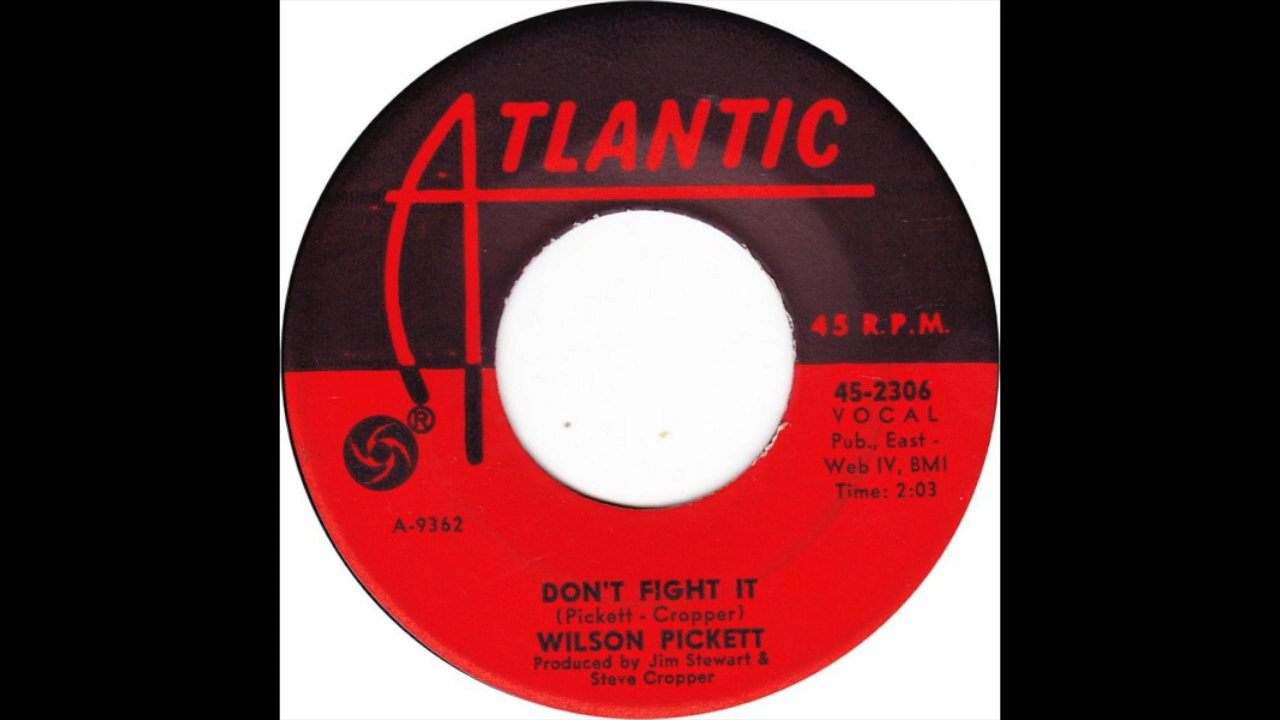 ATLANTIC
45 R.P.M.
45-2306
VOCAL
Pub., East -
Web IV, BMI
Time: 2:03
®
A-9362
DON'T FIGHT IT
(Pickett - Cropper)
WILSON PICKETT
Produced by Jim Stewart &
Steve Cropper